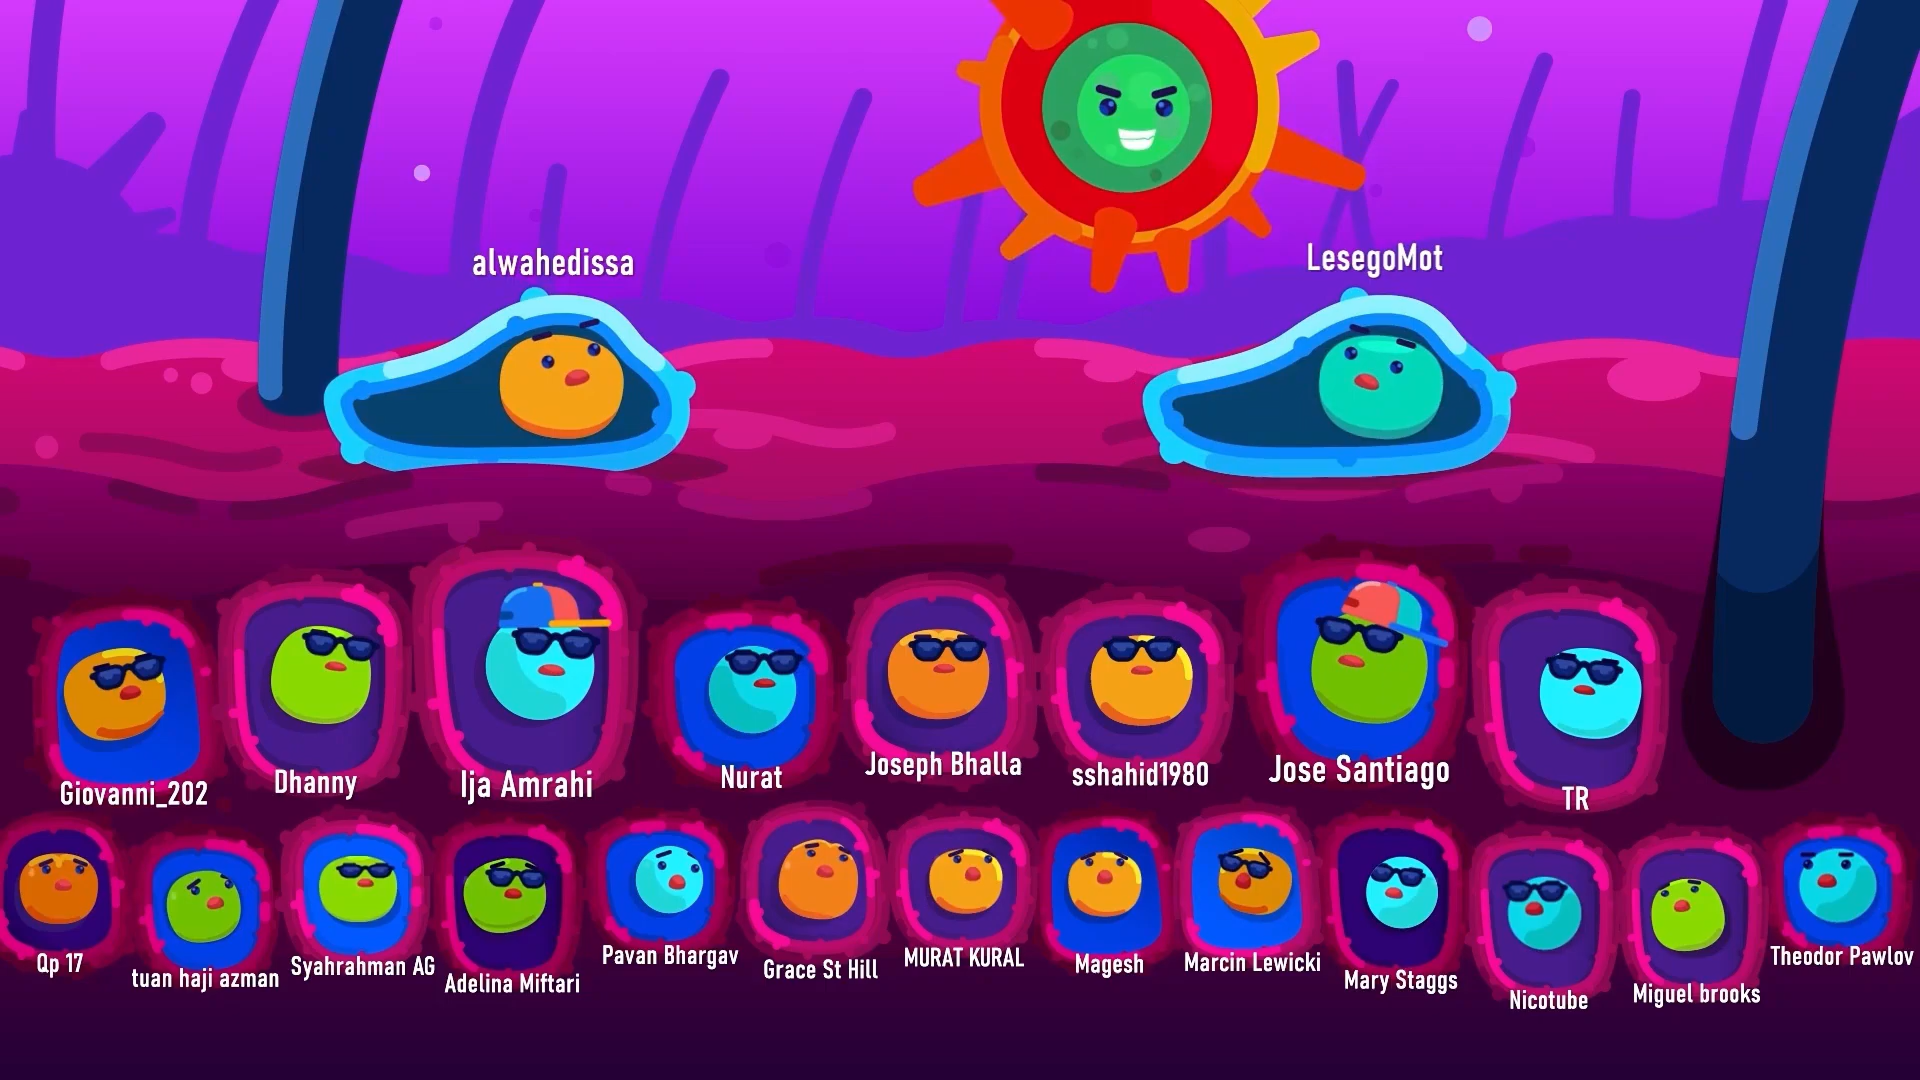 alwahedissa
LesegoMot
Giovanni_202
Dhanny
Ija Amrahi
Nurat
Joseph Bhalla
sshahid1980
Jose Santiago
TR
Qp 17
tuan haji azman
Syahrahman AG
Adelina Miftari
Pavan Bhargav
Grace St Hill
MURAT KURAL
Magesh
Marcin Lewicki
Mary Staggs
Nicotube
Miguel brooks
Theodor Pawlov